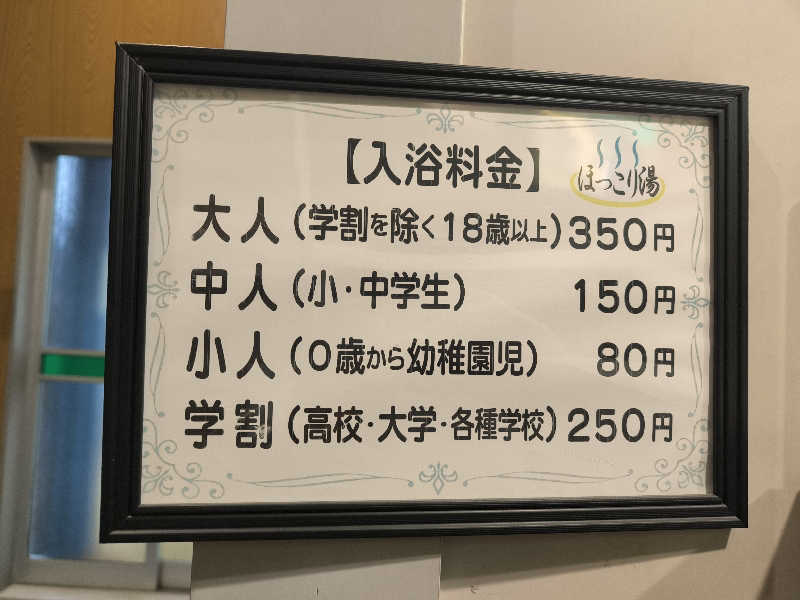 【入浴料金】
ほっこり湯
大人(学割を除く18歳以上)350円
中人(小・中学生) 150円
小人(0歳から幼稚園児) 80円
学割(高校・大学・各種学校)250円